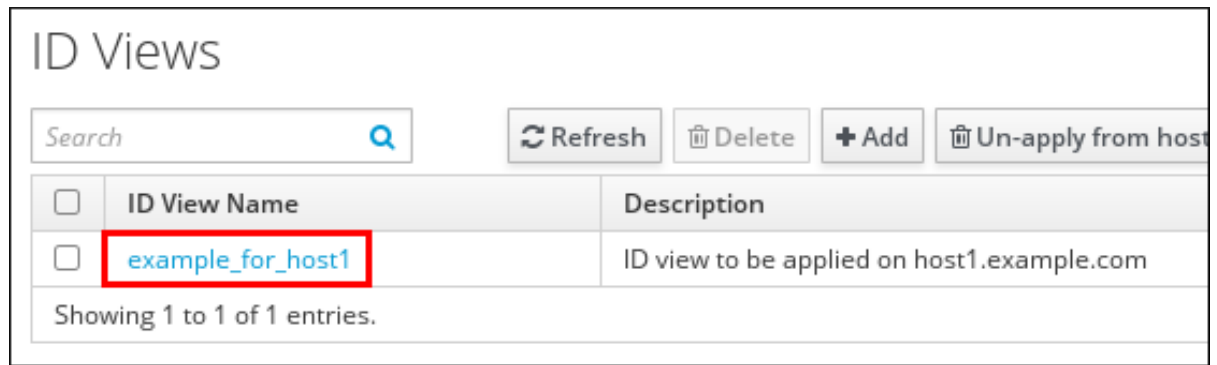 ID Views
Search Refresh Delete Add Un-apply from host
ID View Name Description
example_for_host1 ID view to be applied on host1.example.com
Showing 1 to 1 of 1 entries.